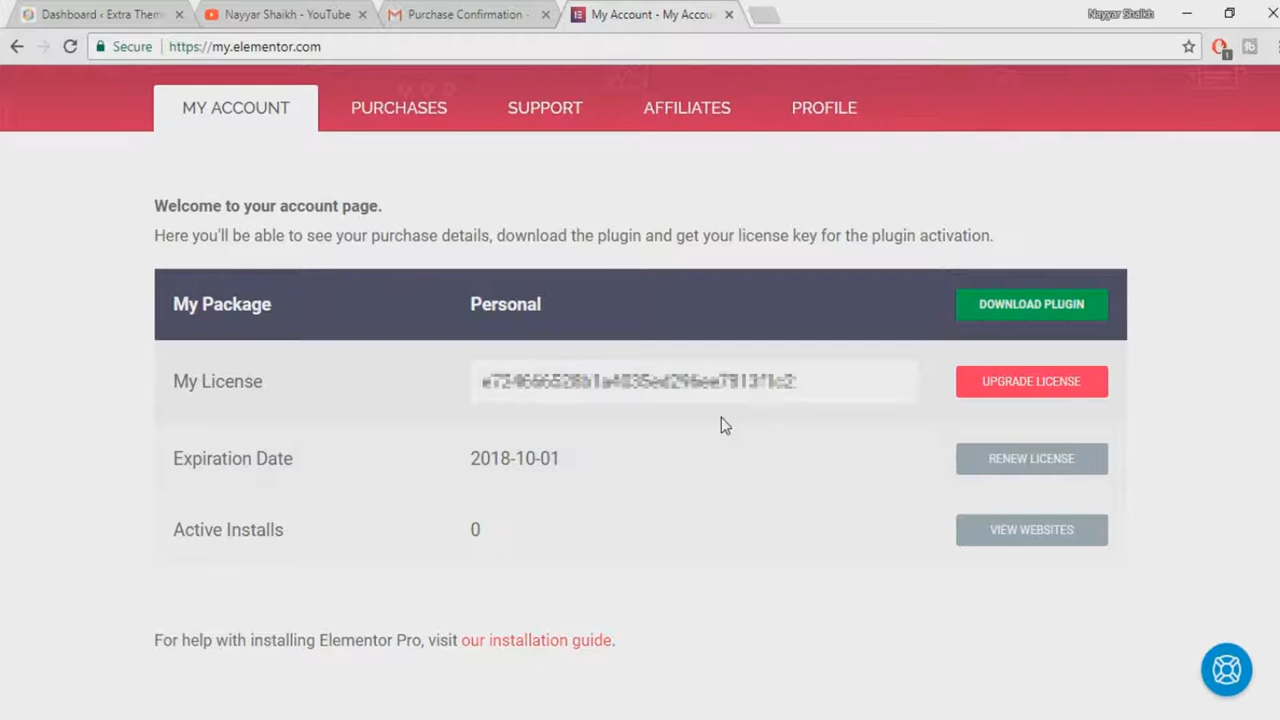 Dashboard ‹ Extra Them
Nayyar Shaikh - YouTube
Purchase Confirmation -
My Account - My Accou
Nayyar Shaikh
Secure
https://my.elementor.com
1
MY ACCOUNT
PURCHASES
SUPPORT
AFFILIATES
PROFILE
Welcome to your account page.
Here you'll be able to see your purchase details, download the plugin and get your license key for the plugin activation.
My Package
Personal
DOWNLOAD PLUGIN
My License
UPGRADE LICENSE
Expiration Date
2018-10-01
RENEW LICENSE
Active Installs
0
VIEW WEBSITES
For help with installing Elementor Pro, visit our installation guide.